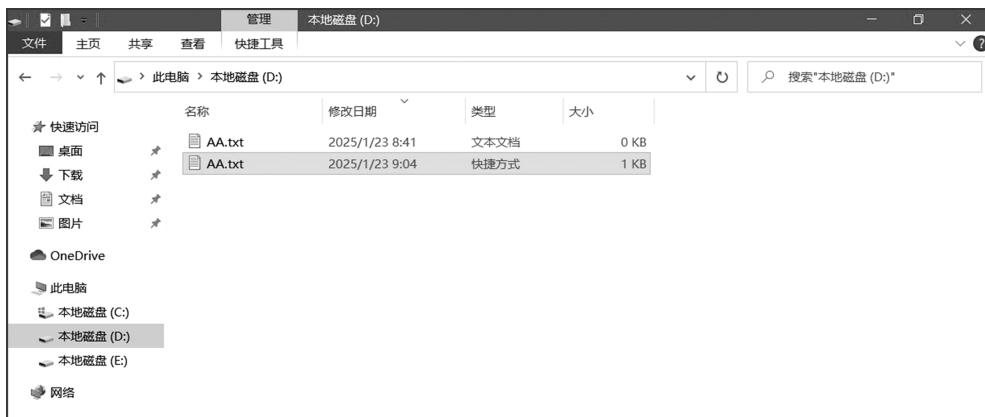 管理 本地磁盘 (D:)
文件 主页 共享 查看 快捷工具
此电脑 本地磁盘 (D:) 搜索"本地磁盘 (D:)"
名称 修改日期 类型 大小
快速访问
AA.txt 2025/1/23 8:41 文本文档 0 KB
桌面
AA.txt 2025/1/23 9:04 快捷方式 1 KB
下载
文档
图片
OneDrive
此电脑
本地磁盘 (C:)
本地磁盘 (D:)
本地磁盘 (E:)
网络